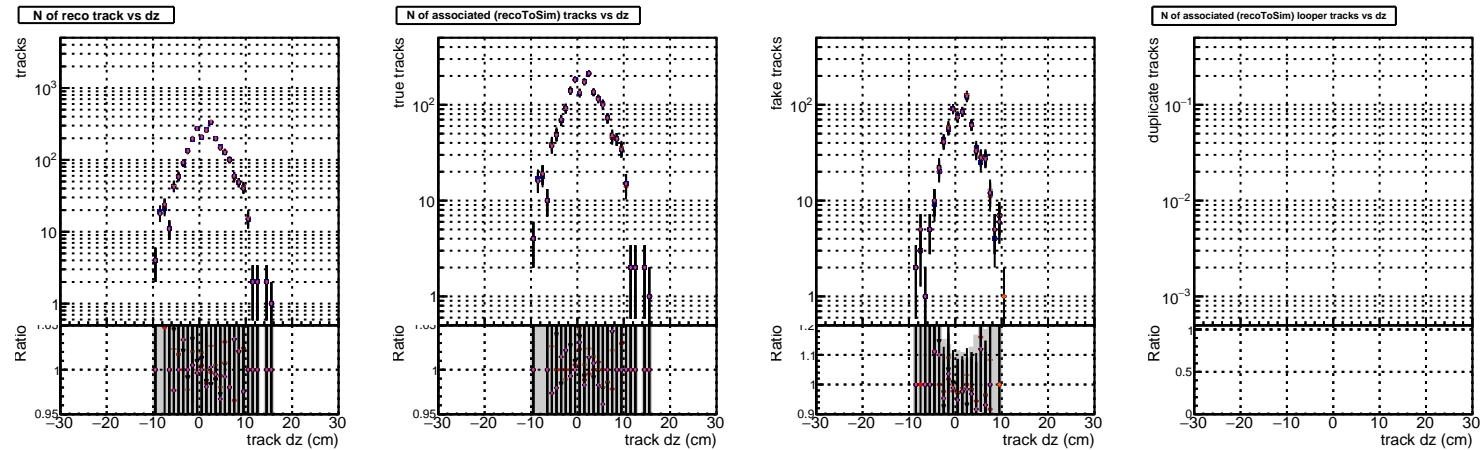 N of reco track vs dz
tracks
10³
10²
10
1
Ratio
1.05
1
0.95
−30 −20 −10 0 10 20 30
track dz (cm)
N of associated (recoToSim) tracks vs dz
true tracks
10²
10
1
Ratio
1.05
1
0.95
−30 −20 −10 0 10 20 30
track dz (cm)
fake tracks
10²
10
1
Ratio
1.2
1.1
1
0.9
−30 −20 −10 0 10 20 30
track dz (cm)
N of associated (recoToSim) looper tracks vs dz
duplicate tracks
10⁻¹
10⁻²
10⁻³
Ratio
1
0.5
0
−30 −20 −10 0 10 20 30
track dz (cm)